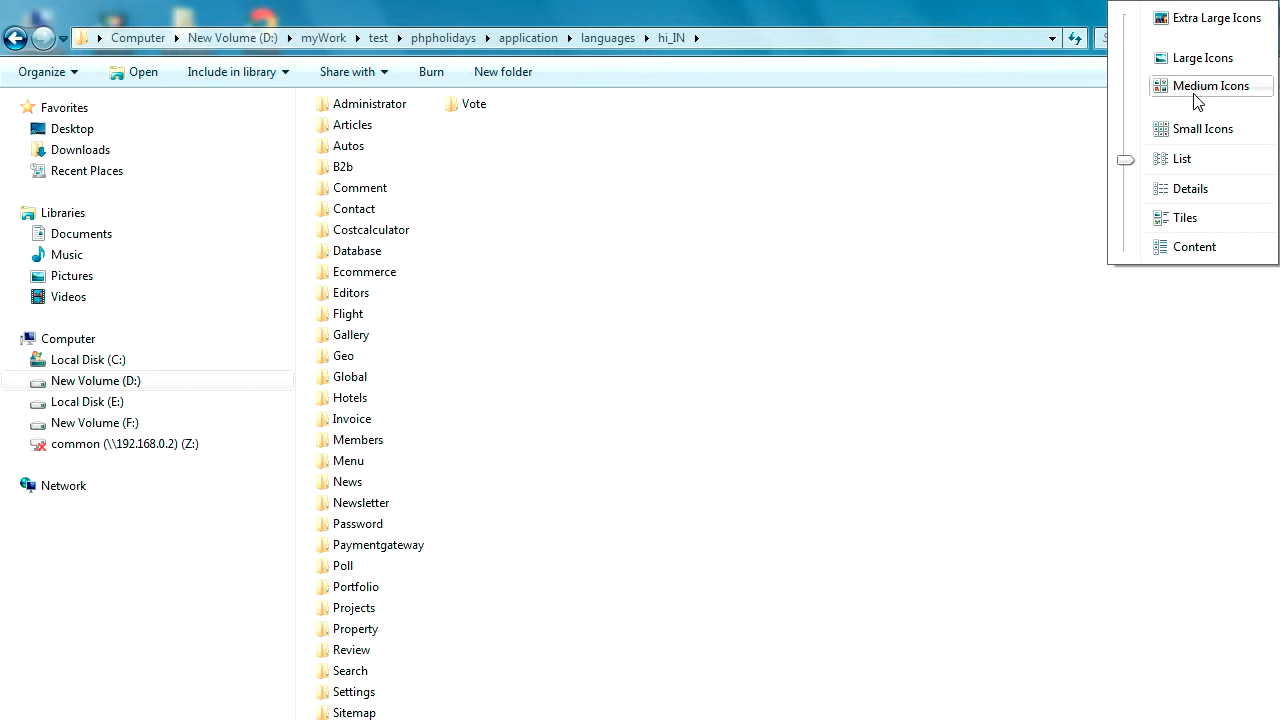 Computer New Volume (D:) myWork test phpholidays application languages hi_IN
Organize Open Include in library Share with Burn New folder
Favorites
Desktop
Downloads
Recent Places
Libraries
Documents
Music
Pictures
Videos
Computer
Local Disk (C:)
New Volume (D:)
Local Disk (E:)
New Volume (F:)
common (\\192.168.0.2) (Z:)
Network
Administrator
Articles
Autos
B2b
Comment
Contact
Costcalculator
Database
Ecommerce
Editors
Flight
Gallery
Geo
Global
Hotels
Invoice
Members
Menu
News
Newsletter
Password
Paymentgateway
Poll
Portfolio
Projects
Property
Review
Search
Settings
Sitemap
Vote
Extra Large Icons
Large Icons
Medium Icons
Small Icons
List
Details
Tiles
Content